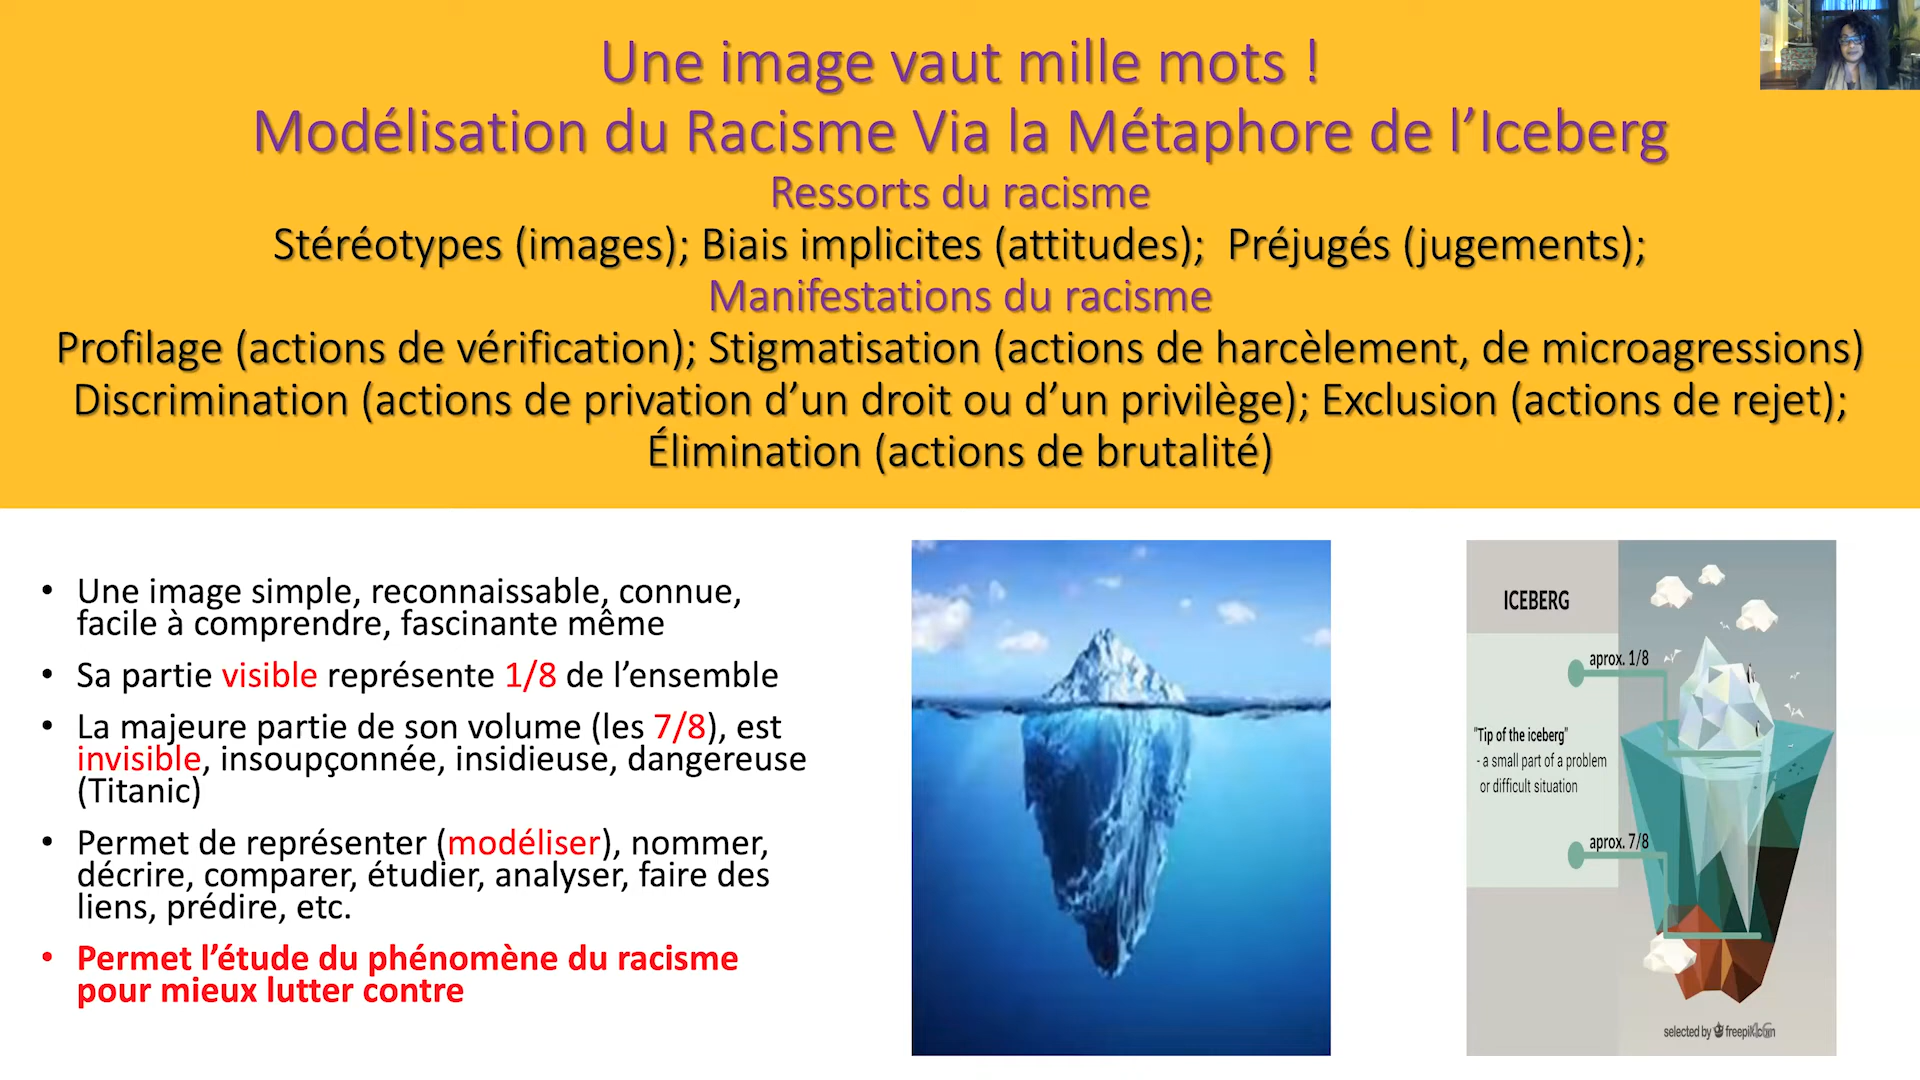 Une image vaut mille mots !
Modélisation du Racisme Via la Métaphore de l’Iceberg
Ressorts du racisme
Stéréotypes (images); Biais implicites (attitudes); Préjugés (jugements);
Manifestations du racisme
Profilage (actions de vérification); Stigmatisation (actions de harcèlement, de microagressions)
Discrimination (actions de privation d’un droit ou d’un privilège); Exclusion (actions de rejet);
Élimination (actions de brutalité)
• Une image simple, reconnaissable, connue,
facile à comprendre, fascinante même
• Sa partie visible représente 1/8 de l’ensemble
• La majeure partie de son volume (les 7/8), est
invisible, insoupçonnée, insidieuse, dangereuse
(Titanic)
• Permet de représenter (modéliser), nommer,
décrire, comparer, étudier, analyser, faire des
liens, prédire, etc.
• Permet l’étude du phénomène du racisme
pour mieux lutter contre
ICEBERG
aprox. 1/8
"Tip of the iceberg"
- a small part of a problem
or difficult situation
aprox. 7/8
selected by freepik.com